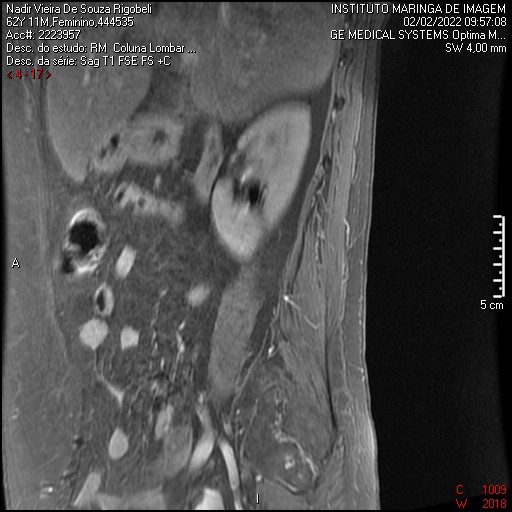 Nadir Vieira De Souza Rigobeli
62Y 11M,Feminino,444535
Acc#: 2223957
Desc. do estudo: RM Coluna Lombar ...
Desc. da série: Sag T1 FSE FS +C
< 4 - 17 >
INSTITUTO MARINGA DE IMAGEM
02/02/2022 09:57:08
GE MEDICAL SYSTEMS Optima M...
SW 4,00 mm
A
5 cm
I
C 1009
W 2018